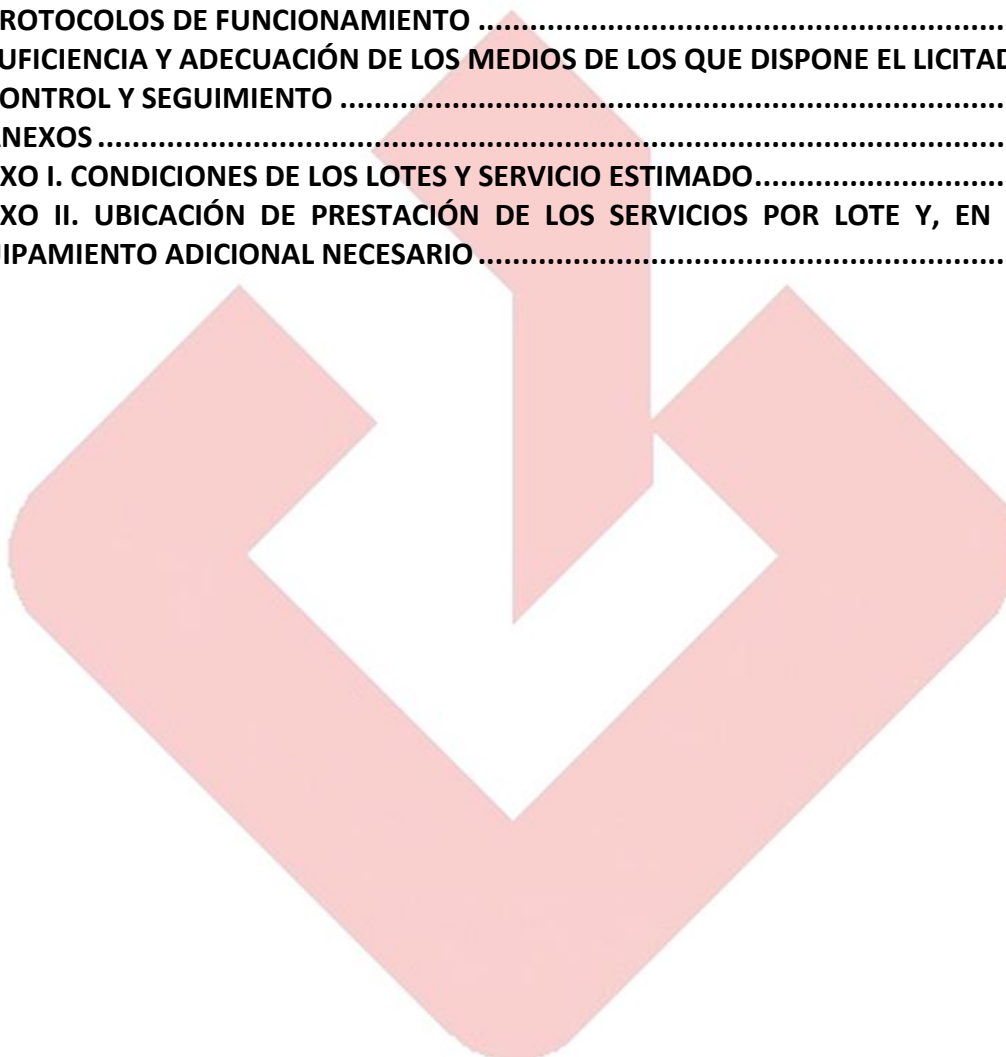 ROTOCOLOS DE FUNCIONAMIENTO ..............................................................
UFICIENCIA Y ADECUACIÓN DE LOS MEDIOS DE LOS QUE DISPONE EL LICITAD
ONTROL Y SEGUIMIENTO ..............................................................................
NEXOS ..........................................................................................................
XO I. CONDICIONES DE LOS LOTES Y SERVICIO ESTIMADO.............................
XO II. UBICACIÓN DE PRESTACIÓN DE LOS SERVICIOS POR LOTE Y, EN
UIPAMIENTO ADICIONAL NECESARIO .............................................................